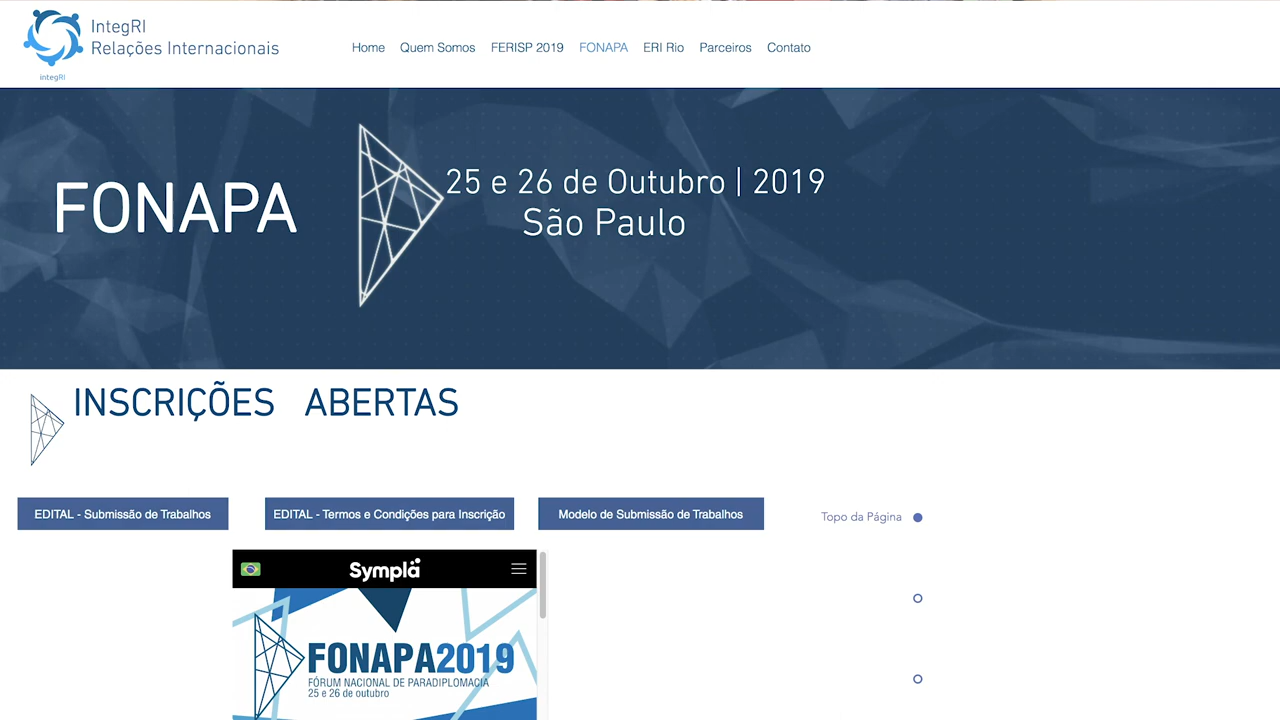 IntegRI
Relações Internacionais
integRI
Home Quem Somos FERISP 2019 FONAPA ERI Rio Parceiros Contato
FONAPA
25 e 26 de Outubro | 2019
São Paulo
INSCRIÇÕES ABERTAS
EDITAL - Submissão de Trabalhos
EDITAL - Termos e Condições para Inscrição
Modelo de Submissão de Trabalhos
Topo da Página
Sympla
FONAPA2019
FÓRUM NACIONAL DE PARADIPLOMACIA
25 e 26 de outubro